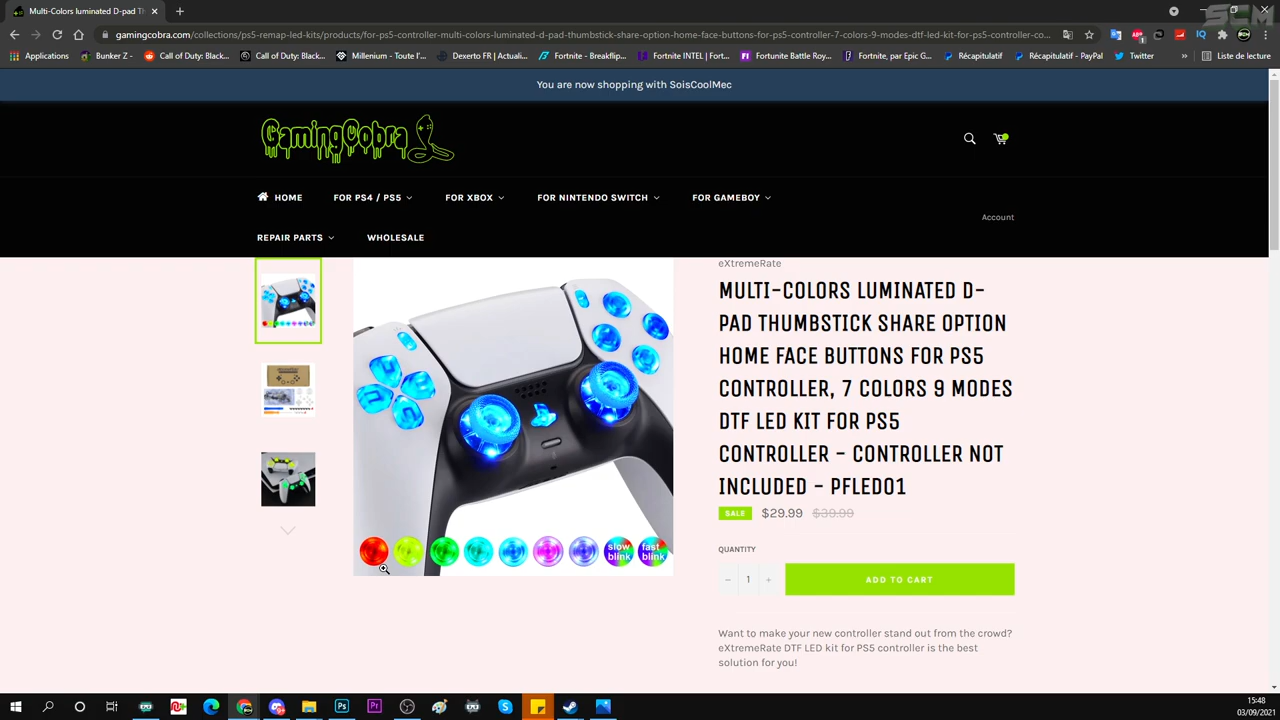 Multi-Colors luminated D-pad Th
SCM
gamingcobra.com/collections/ps5-remap-led-kits/products/for-ps5-controller-multi-colors-luminated-d-pad-thumbstick-share-option-home-face-buttons-for-ps5-controller-7-colors-9-modes-dtf-led-kit-for-ps5-controller-co...
Applications
Bunker Z -
Call of Duty: Black...
Call of Duty: Black...
Millenium - Toute l'...
Dexerto FR | Actuali...
Fortnite - Breakflip...
Fortnite INTEL | Fort...
Fortunite Battle Roy...
Fortnite, par Epic G...
Récapitulatif - Pay...
Récapitulatif - PayPal
Twitter
»
Liste de lecture
You are now shopping with SoisCoolMec
GamingCobra
HOME
FOR PS4 / PS5
FOR XBOX
FOR NINTENDO SWITCH
FOR GAMEBOY
Account
REPAIR PARTS
WHOLESALE
eXtremeRate
MULTI-COLORS LUMINATED D-
PAD THUMBSTICK SHARE OPTION
HOME FACE BUTTONS FOR PS5
CONTROLLER, 7 COLORS 9 MODES
DTF LED KIT FOR PS5
CONTROLLER - CONTROLLER NOT
INCLUDED - PFLED01
SALE $29.99 $39.99
QUANTITY
− 1 + ADD TO CART
slow
blink
fast
blink
Want to make your new controller stand out from the crowd?
eXtremeRate DTF LED kit for PS5 controller is the best
solution for you!
15:48
03/09/2021